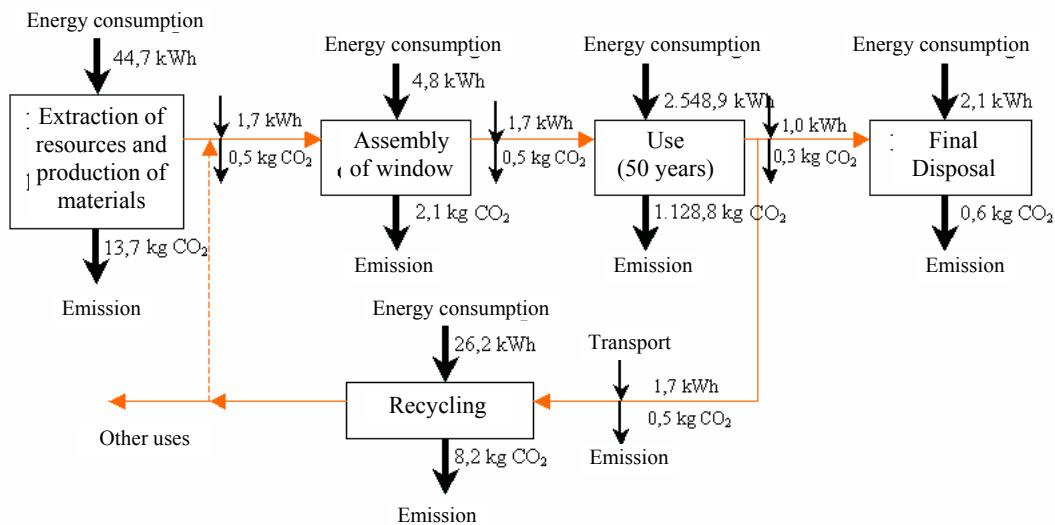 Energy consumption
Energy consumption
Energy consumption
Energy consumption
44,7 kWh
4,8 kWh
2.548,9 kWh
2,1 kWh
Extraction of
resources and
production of
materials
1,7 kWh
0,5 kg CO₂
Assembly
of window
1,7 kWh
0,5 kg CO₂
Use
(50 years)
1,0 kWh
0,3 kg CO₂
Final
Disposal
13,7 kg CO₂
2,1 kg CO₂
1.128,8 kg CO₂
0,6 kg CO₂
Emission
Emission
Emission
Emission
Energy consumption
26,2 kWh
Transport
Recycling
1,7 kWh
0,5 kg CO₂
Other uses
8,2 kg CO₂
Emission
Emission